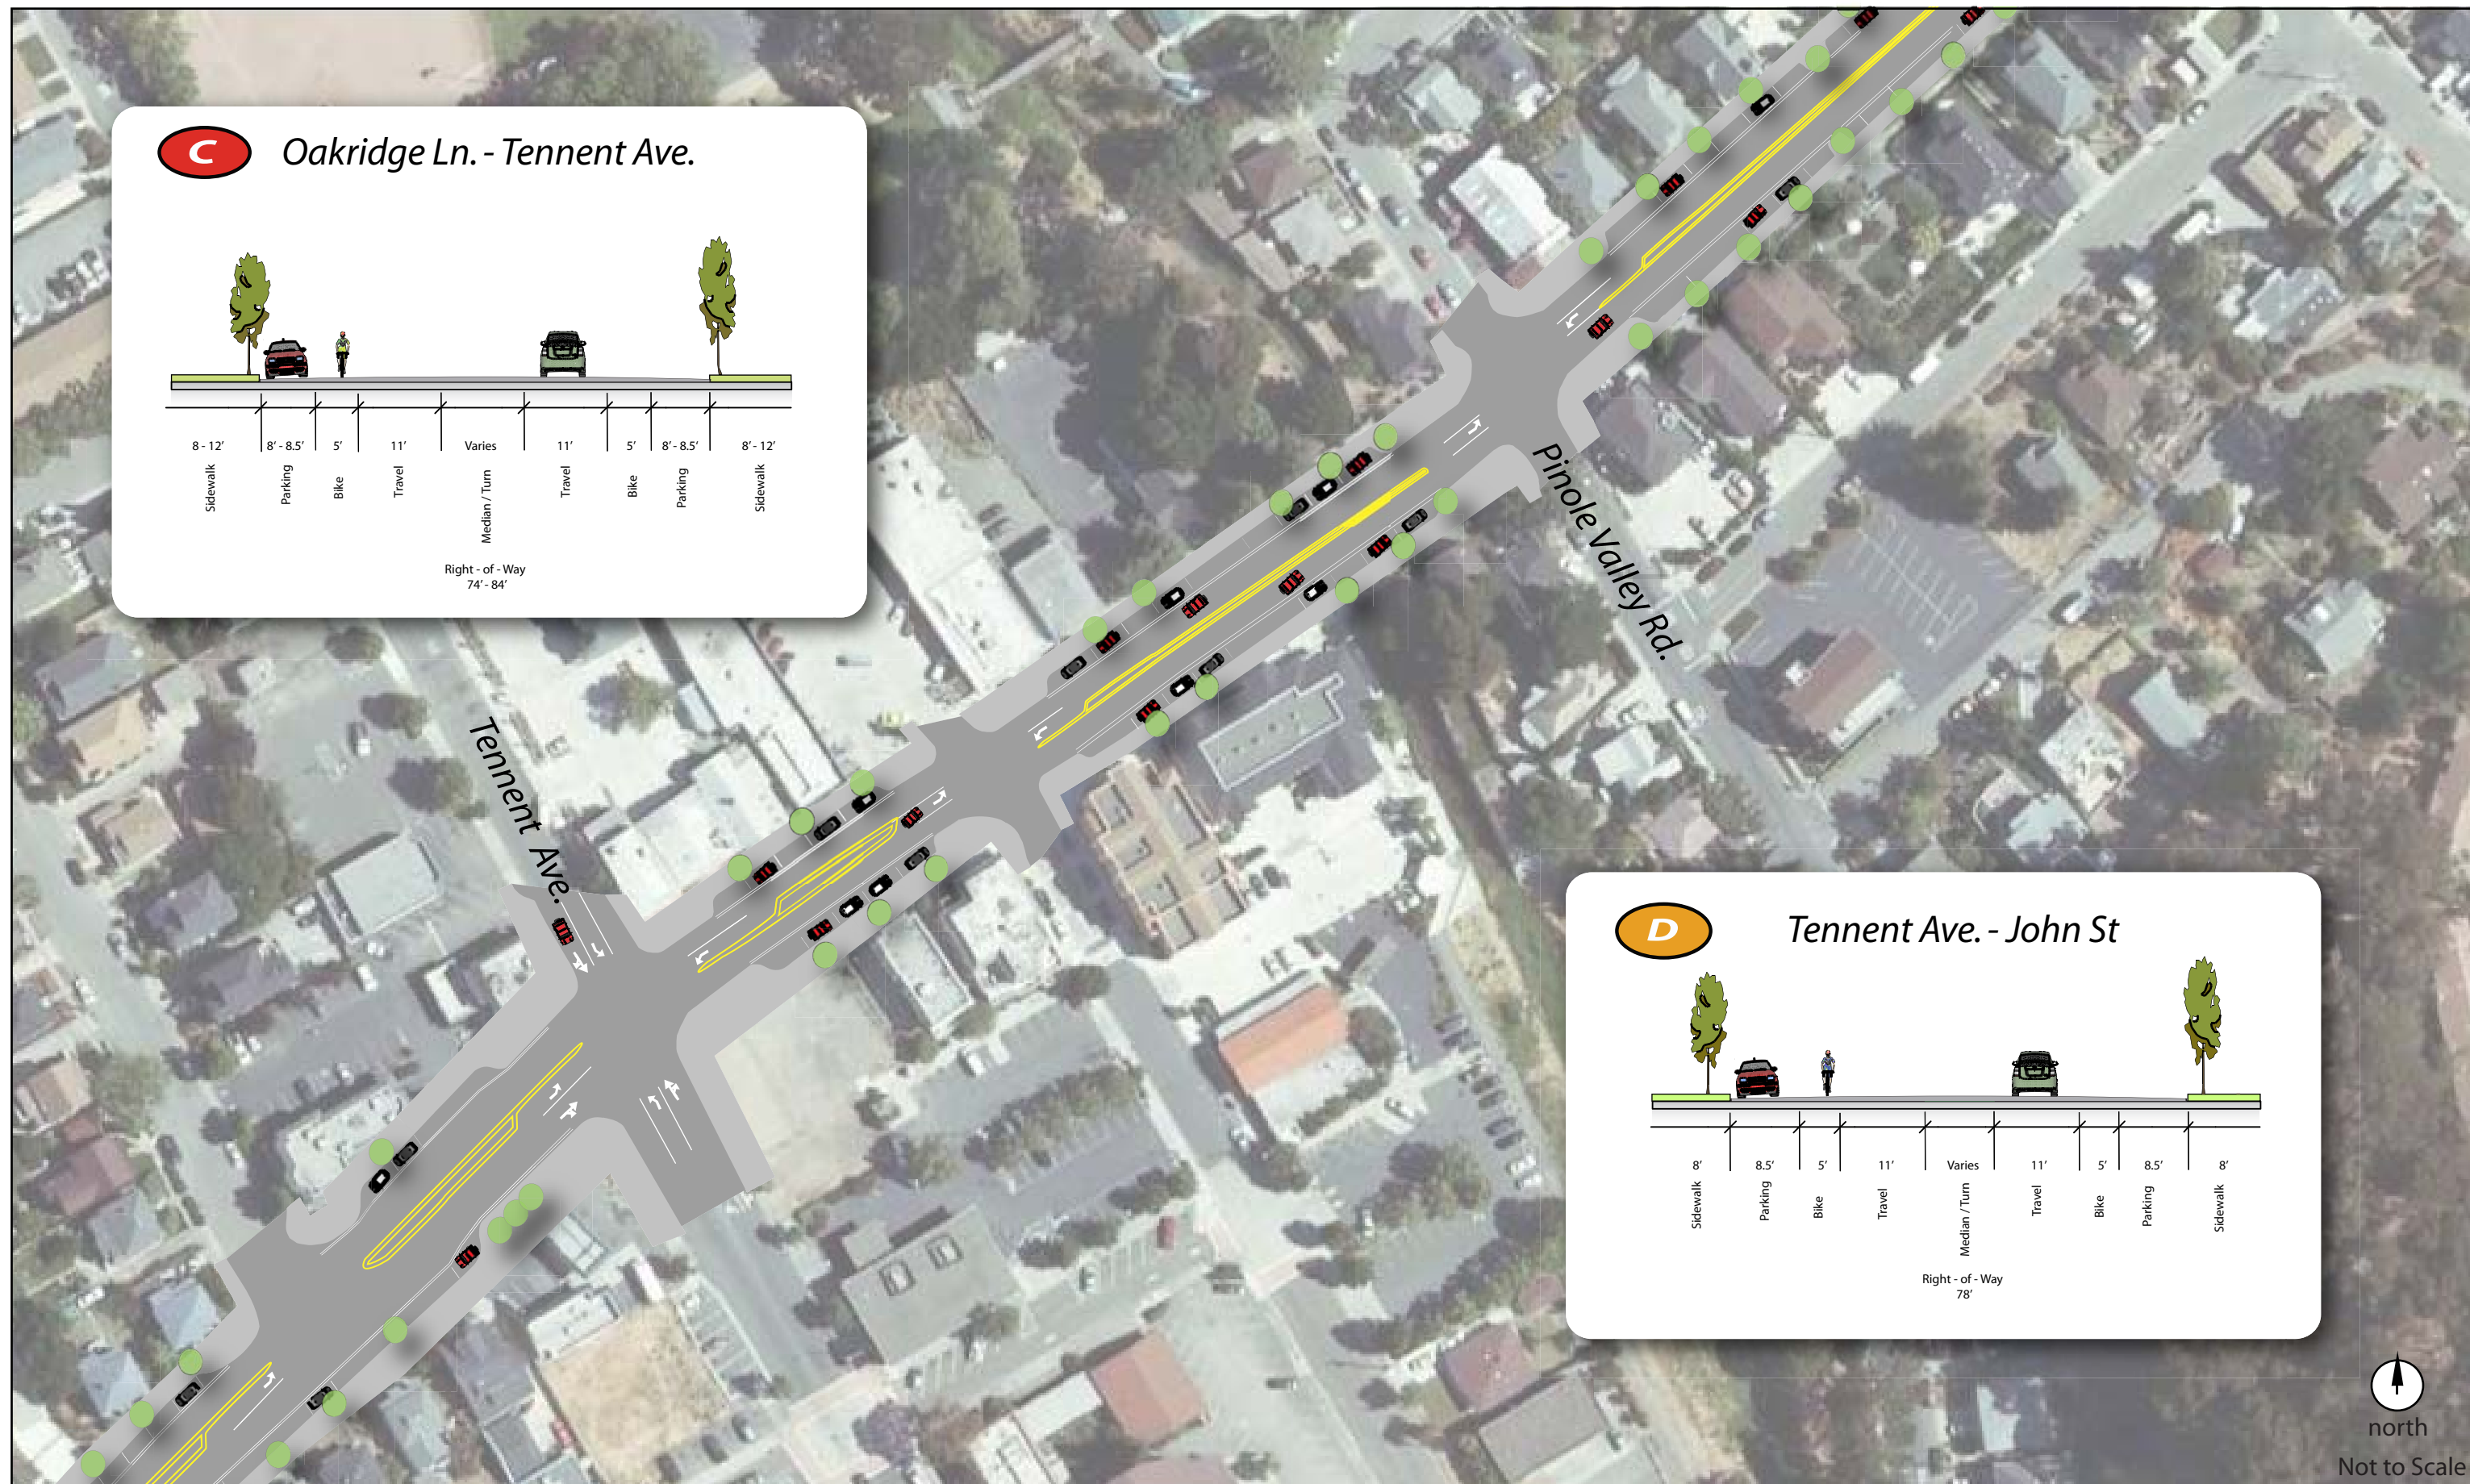 C
Oakridge Ln. - Tennent Ave.
8 - 12' 8' - 8.5' 5' 11' Varies 11' 5' 8' - 8.5' 8' - 12'
Sidewalk Parking Bike Travel Median / Turn Travel Bike Parking Sidewalk
Right - of - Way
74' - 84'
Pinole Valley Rd.
Tennent Ave.
D
Tennent Ave. - John St
8' 8.5' 5' 11' Varies 11' 5' 8.5' 8'
Sidewalk Parking Bike Travel Median / Turn Travel Bike Parking Sidewalk
Right - of - Way
78'
north
Not to Scale